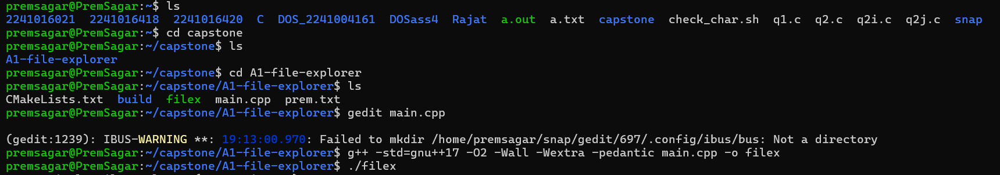 premsagar@PremSagar:~$ ls
2241016021  2241016418  2241016420  C  DOS_2241004161  DOSass4  Rajat  a.out  a.txt  capstone  check_char.sh  q1.c  q2.c  q2i.c  q2j.c  snap
premsagar@PremSagar:~$ cd capstone
premsagar@PremSagar:~/capstone$ ls
A1-file-explorer
premsagar@PremSagar:~/capstone$ cd A1-file-explorer
premsagar@PremSagar:~/capstone/A1-file-explorer$ ls
CMakeLists.txt  build  filex  main.cpp  prem.txt
premsagar@PremSagar:~/capstone/A1-file-explorer$ gedit main.cpp

(gedit:1239): IBUS-WARNING **: 19:13:00.970: Failed to mkdir /home/premsagar/snap/gedit/697/.config/ibus/bus: Not a directory
premsagar@PremSagar:~/capstone/A1-file-explorer$ g++ -std=gnu++17 -O2 -Wall -Wextra -pedantic main.cpp -o filex
premsagar@PremSagar:~/capstone/A1-file-explorer$ ./filex